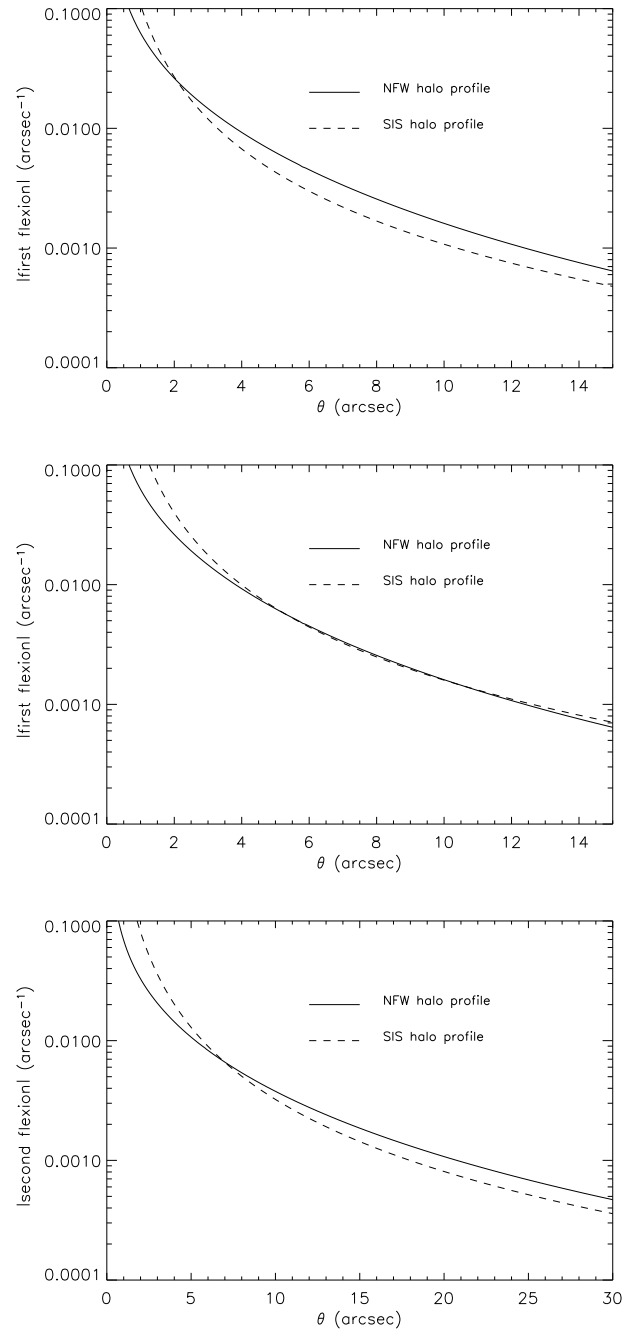 0.1000
0.0100
0.0010
0.0001
|first flexion| (arcsec⁻¹)
NFW halo profile
SIS halo profile
0 2 4 6 8 10 12 14
θ (arcsec)
0.1000
0.0100
0.0010
0.0001
|first flexion| (arcsec⁻¹)
NFW halo profile
SIS halo profile
0 2 4 6 8 10 12 14
θ (arcsec)
0.1000
0.0100
0.0010
0.0001
|second flexion| (arcsec⁻¹)
NFW halo profile
SIS halo profile
0 5 10 15 20 25 30
θ (arcsec)